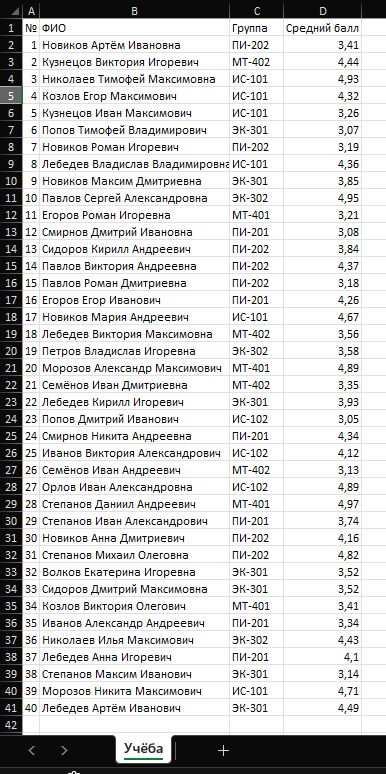 A B C D
1 № ФИО Группа Средний балл
2 1 Новиков Артём Ивановна ПИ-202 3,41
3 2 Кузнецов Виктория Игоревич МТ-402 4,44
4 3 Николаев Тимофей Максимовна ИС-101 4,93
5 4 Козлов Егор Максимович ИС-101 4,32
6 5 Кузнецов Иван Максимович ИС-101 3,26
7 6 Попов Тимофей Владимирович ЭК-301 3,07
8 7 Новиков Роман Игоревич ПИ-202 3,19
9 8 Лебедев Владислав Владимировна ИС-101 4,36
10 9 Новиков Максим Дмитриевна ЭК-301 3,85
11 10 Павлов Сергей Александровна ЭК-302 4,95
12 11 Егоров Роман Игоревна МТ-401 3,21
13 12 Смирнов Дмитрий Ивановна ПИ-201 3,08
14 13 Сидоров Кирилл Андреевич ПИ-202 3,84
15 14 Павлов Виктория Андреевна ПИ-202 4,37
16 15 Павлов Роман Дмитриевна ПИ-202 3,18
17 16 Егоров Егор Иванович ПИ-201 4,26
18 17 Новиков Мария Андреевич ИС-101 4,67
19 18 Лебедев Виктория Максимовна МТ-402 3,56
20 19 Петров Владислав Игоревна ЭК-302 3,58
21 20 Морозов Александр Максимович МТ-401 4,89
22 21 Семёнов Иван Дмитриевна МТ-402 3,35
23 22 Лебедев Кирилл Игоревич ЭК-301 3,93
24 23 Попов Дмитрий Иванович ИС-102 3,05
25 24 Смирнов Никита Андреевна ПИ-201 4,34
26 25 Иванов Виктория Александрович ИС-102 4,12
27 26 Семёнов Иван Андреевич МТ-402 3,13
28 27 Орлов Иван Александровна ИС-102 4,89
29 28 Степанов Даниил Андреевич МТ-401 4,97
30 29 Степанов Иван Александрович ПИ-201 3,74
31 30 Новиков Анна Дмитриевич ПИ-202 4,16
32 31 Степанов Михаил Олеговна ПИ-202 4,82
33 32 Волков Екатерина Игоревна ЭК-301 3,52
34 33 Сидоров Дмитрий Максимовна ЭК-301 3,52
35 34 Козлов Виктория Олегович МТ-401 3,41
36 35 Иванов Александр Андреевич ПИ-201 3,34
37 36 Николаев Илья Максимович ЭК-302 4,43
38 37 Лебедев Анна Игоревич ПИ-201 4,1
39 38 Степанов Максим Иванович ЭК-301 3,14
40 39 Морозов Никита Максимович ИС-101 4,71
41 40 Лебедев Артём Иванович ЭК-301 4,49
42
Учёба